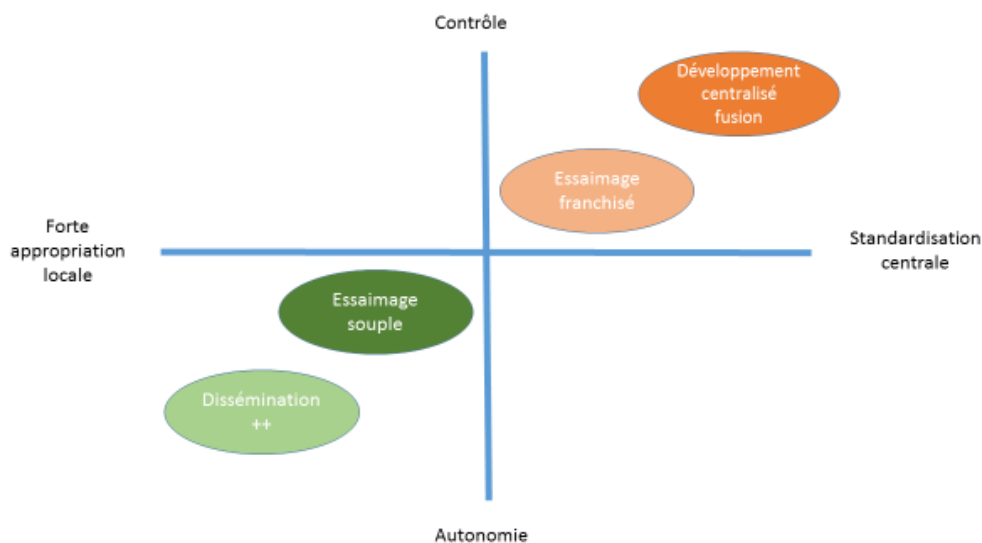 Contrôle
Développement
centralisé
fusion
Essaimage
franchisé
Forte
appropriation
locale
Standardisation
centrale
Essaimage
souple
Dissémination
++
Autonomie